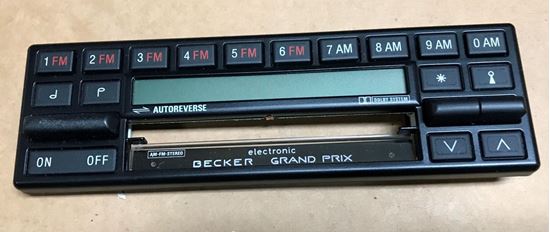 1 FM 2 FM 3 FM 4 FM 5 FM 6 FM 7 AM 8 AM 9 AM 0 AM
AUTOREVERSE DOLBY SYSTEM
ON OFF AM-FM-STEREO electronic
BECKER GRAND PRIX